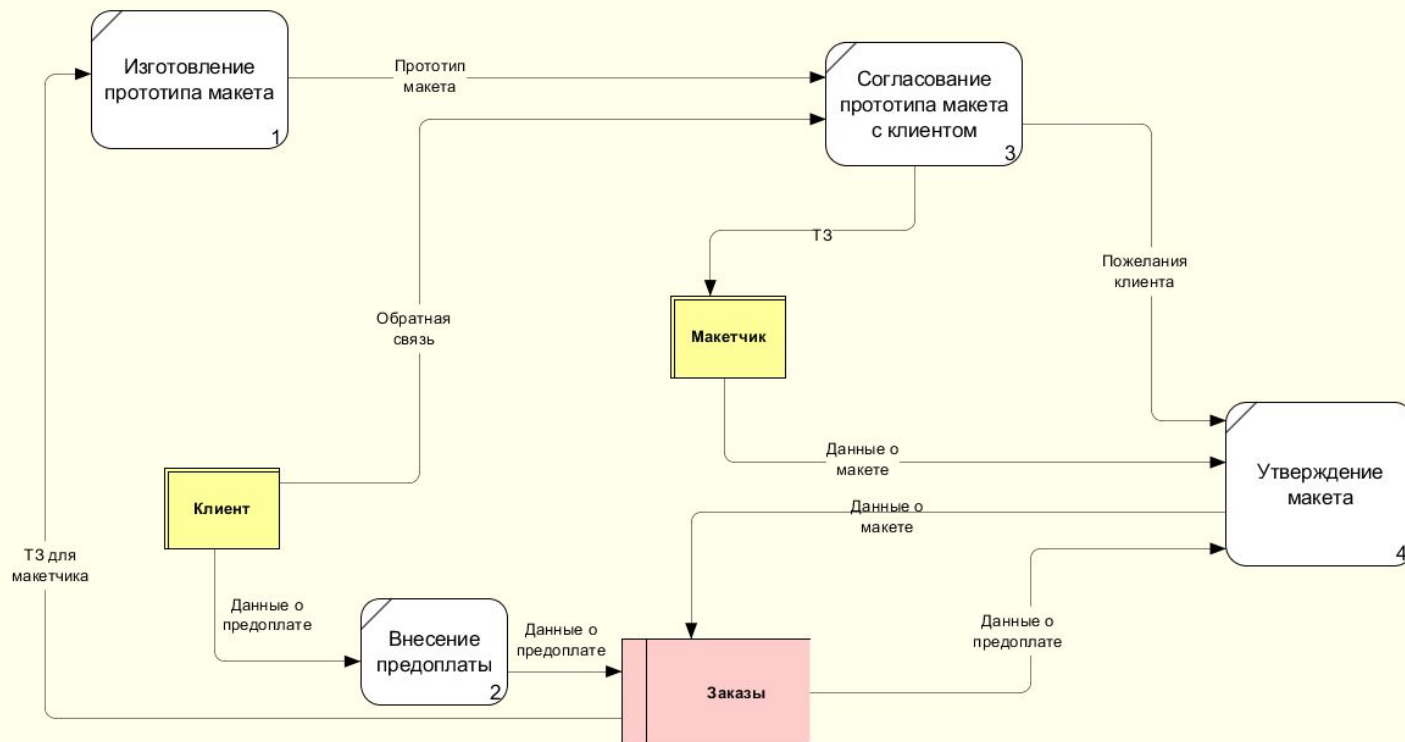 Изготовление
прототипа макета
1
Прототип
макета
Согласование
прототипа макета
с клиентом
3
ТЗ
Пожелания
клиента
Обратная
связь
Макетчик
Данные о
макете
Утверждение
макета
4
Клиент
Данные о
макете
ТЗ для
макетчика
Данные о
предоплате
Внесение
предоплаты
2
Данные о
предоплате
Данные о
предоплате
Заказы